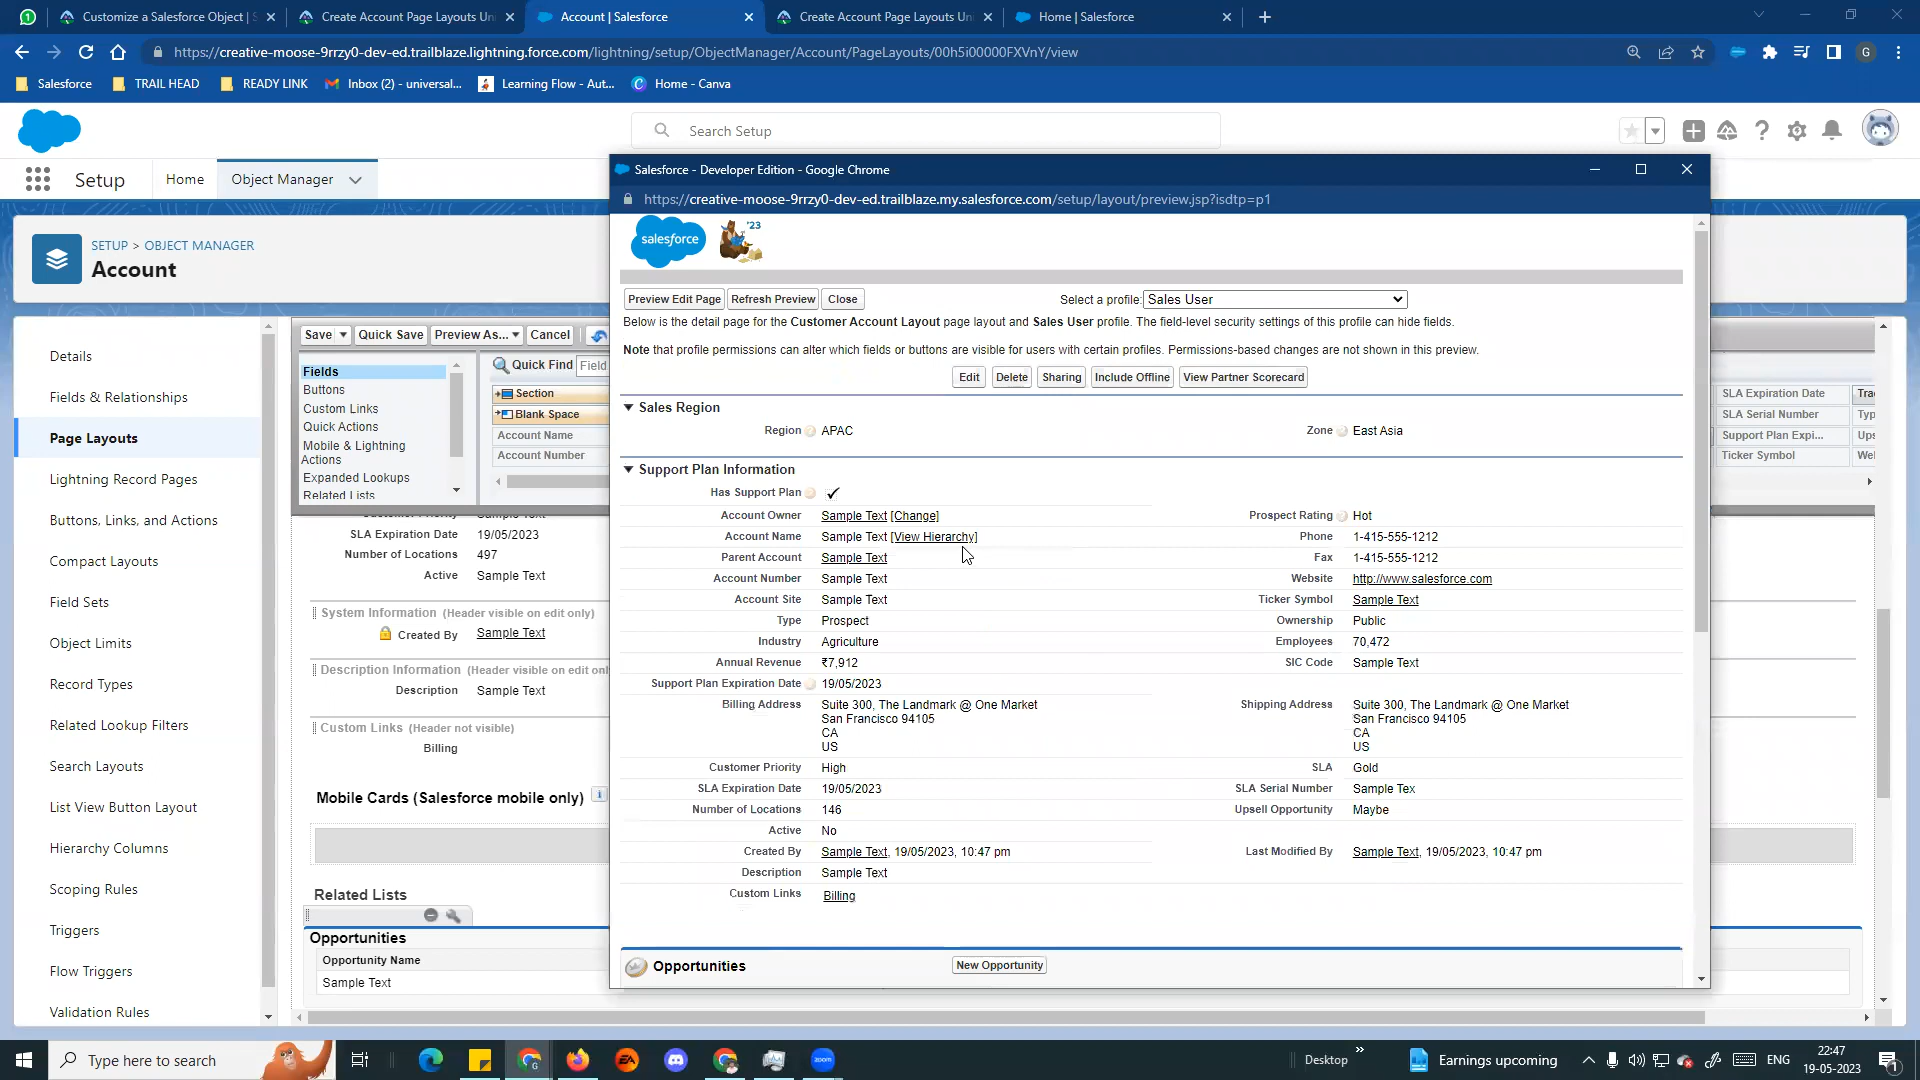 Customize a Salesforce Object | S
Create Account Page Layouts Uni
Account | Salesforce
Create Account Page Layouts Uni
Home | Salesforce
https://creative-moose-9rrzy0-dev-ed.trailblaze.lightning.force.com/lightning/setup/ObjectManager/Account/PageLayouts/00h5i00000FXVnY/view
G
Salesforce
TRAIL HEAD
READY LINK
Inbox (2) - universal...
Learning Flow - Aut...
Home - Canva
Search Setup
Setup
Home
Object Manager
SETUP > OBJECT MANAGER
Account
Details
Fields & Relationships
Page Layouts
Lightning Record Pages
Buttons, Links, and Actions
Compact Layouts
Field Sets
Object Limits
Record Types
Related Lookup Filters
Search Layouts
List View Button Layout
Hierarchy Columns
Scoping Rules
Triggers
Flow Triggers
Validation Rules
Save
Quick Save
Preview As...
Cancel
Fields
Buttons
Custom Links
Quick Actions
Mobile & Lightning
Actions
Expanded Lookups
Related Lists
Quick Find
Field
Section
Blank Space
Account Name
Account Number
SLA Expiration Date
19/05/2023
Number of Locations
497
Active
Sample Text
System Information (Header visible on edit only)
Created By
Sample Text
Description Information (Header visible on edit onl
Description
Sample Text
Custom Links (Header not visible)
Billing
Mobile Cards (Salesforce mobile only)
Related Lists
Opportunities
Opportunity Name
Sample Text
Salesforce - Developer Edition - Google Chrome
https://creative-moose-9rrzy0-dev-ed.trailblaze.my.salesforce.com/setup/layout/preview.jsp?isdtp=p1
salesforce
'23
Preview Edit Page
Refresh Preview
Close
Select a profile:
Sales User
Below is the detail page for the Customer Account Layout page layout and Sales User profile. The field-level security settings of this profile can hide fields.
Note that profile permissions can alter which fields or buttons are visible for users with certain profiles. Permissions-based changes are not shown in this preview.
Edit
Delete
Sharing
Include Offline
View Partner Scorecard
Sales Region
Region
APAC
Zone
East Asia
Support Plan Information
Has Support Plan
Account Owner
Sample Text [Change]
Prospect Rating
Hot
Account Name
Sample Text [View Hierarchy]
Phone
1-415-555-1212
Parent Account
Sample Text
Fax
1-415-555-1212
Account Number
Sample Text
Website
http://www.salesforce.com
Account Site
Sample Text
Ticker Symbol
Sample Text
Type
Prospect
Ownership
Public
Industry
Agriculture
Employees
70,472
Annual Revenue
₹7,912
SIC Code
Sample Text
Support Plan Expiration Date
19/05/2023
Billing Address
Suite 300, The Landmark @ One Market
San Francisco 94105
CA
US
Shipping Address
Suite 300, The Landmark @ One Market
San Francisco 94105
CA
US
Customer Priority
High
SLA
Gold
SLA Expiration Date
19/05/2023
SLA Serial Number
Sample Tex
Number of Locations
146
Upsell Opportunity
Maybe
Active
No
Created By
Sample Text, 19/05/2023, 10:47 pm
Last Modified By
Sample Text, 19/05/2023, 10:47 pm
Description
Sample Text
Custom Links
Billing
Opportunities
New Opportunity
SLA Expiration Date
Tra
SLA Serial Number
Typ
Support Plan Expi...
Ups
Ticker Symbol
We
Type here to search
Desktop
Earnings upcoming
ENG
22:47
19-05-2023